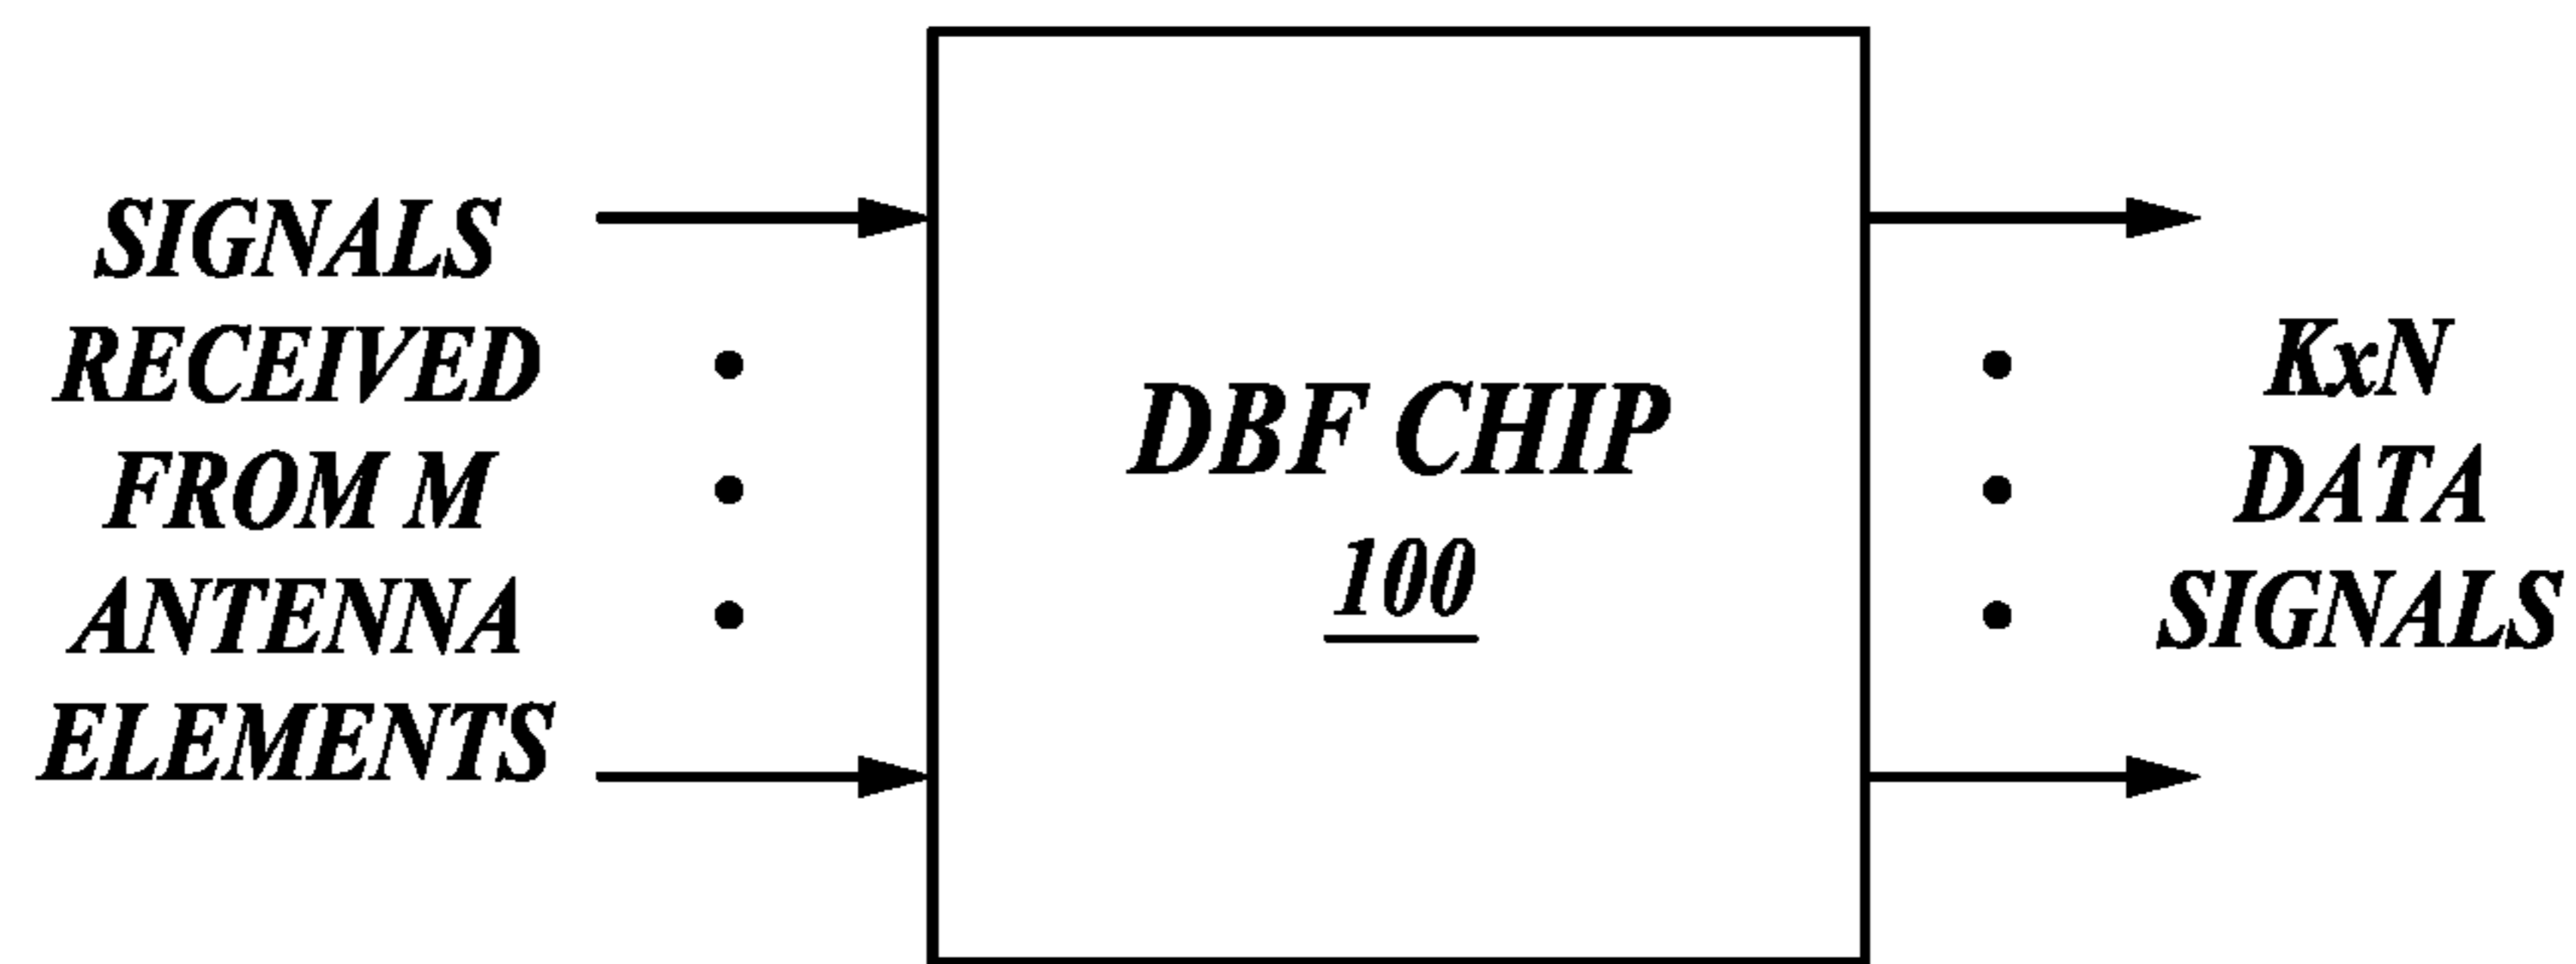 SIGNALS
RECEIVED
FROM M
ANTENNA
ELEMENTS
DBF CHIP
100
KxN
DATA
SIGNALS